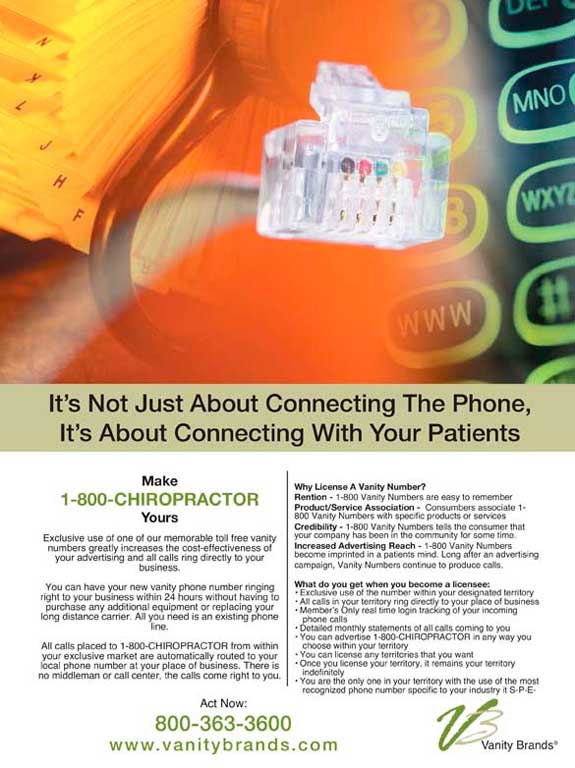 N
X
L
J
H
F
2
DEF
MNO
WXYZ
8
WWW
#
It's Not Just About Connecting The Phone,
It's About Connecting With Your Patients
Make
1-800-CHIROPRACTOR
Yours
Exclusive use of one of our memorable toll free vanity
numbers greatly increases the cost-effectiveness of
your advertising and all calls ring directly to your
business.
You can have your new vanity phone number ringing
right to your business within 24 hours without having to
purchase any additional equipment or replacing your
long distance carrier. All you need is an existing phone
line.
All calls placed to 1-800-CHIROPRACTOR from within
your exclusive market are automatically routed to your
local phone number at your place of business. There is
no middleman or call center, the calls come right to you.
Why License A Vanity Number?
Rention - 1-800 Vanity Numbers are easy to remember
Product/Service Association - Consumers associate 1-
800 Vanity Numbers with specific products or services
Credibility - 1-800 Vanity Numbers tells the consumer that
your company has been in the community for some time.
Increased Advertising Reach - 1-800 Vanity Numbers
become imprinted in a patients mind. Long after an advertising
campaign, Vanity Numbers continue to produce calls.
What do you get when you become a licensee:
• Exclusive use of the number within your designated territory
• All calls in your territory ring directly to your place of business
• Member's Only real time login tracking of your incoming
phone calls
• Detailed monthly statements of all calls coming to you
• You can advertise 1-800-CHIROPRACTOR in any way you
choose within your territory
• You can license any territories that you want
• Once you license your territory, it remains your territory
indefinitely
• You are the only one in your territory with the use of the most
recognized phone number specific to your industry it S-P-E-
Act Now:
800-363-3600
www.vanitybrands.com
VB
Vanity Brands®